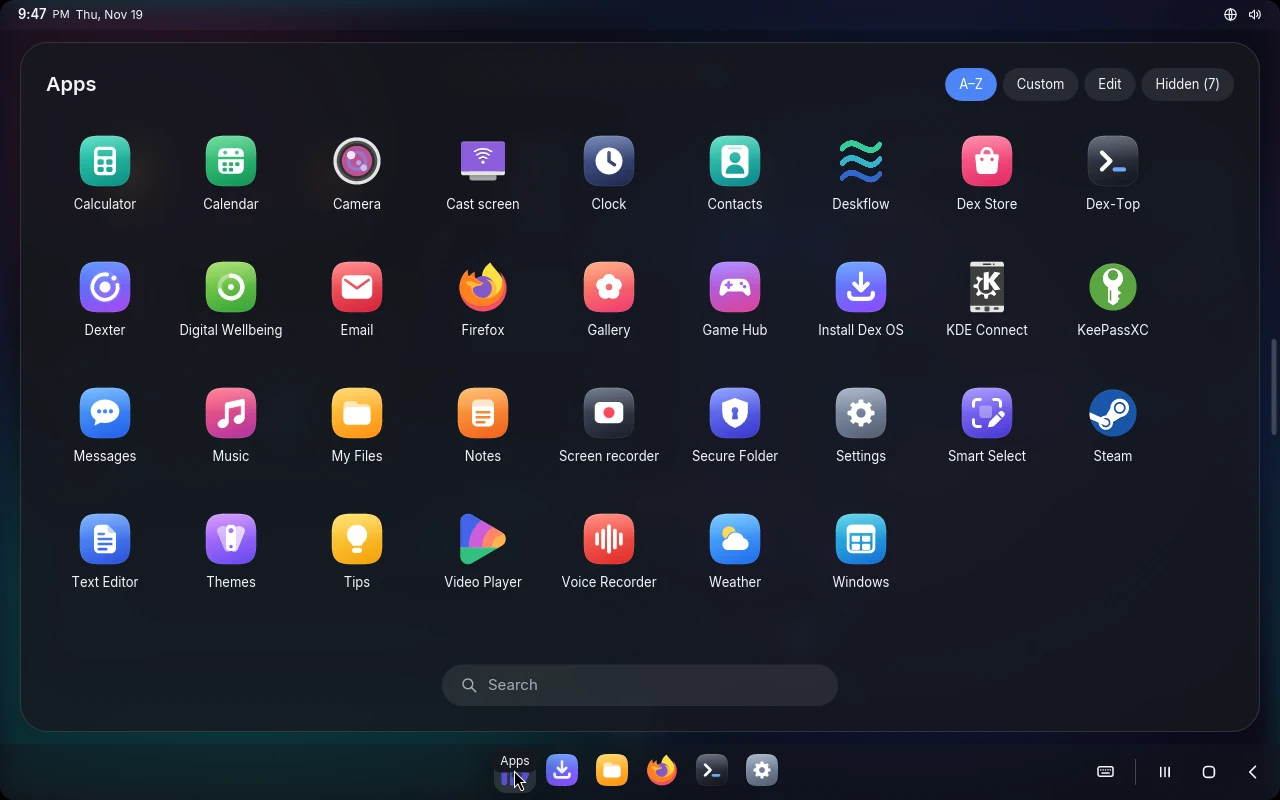 9:47 PM Thu, Nov 19
Apps
A-Z Custom Edit Hidden (7)
Calculator Calendar Camera Cast screen Clock Contacts Deskflow Dex Store Dex-Top
Dexter Digital Wellbeing Email Firefox Gallery Game Hub Install Dex OS KDE Connect KeePassXC
Messages Music My Files Notes Screen recorder Secure Folder Settings Smart Select Steam
Text Editor Themes Tips Video Player Voice Recorder Weather Windows
Search
Apps